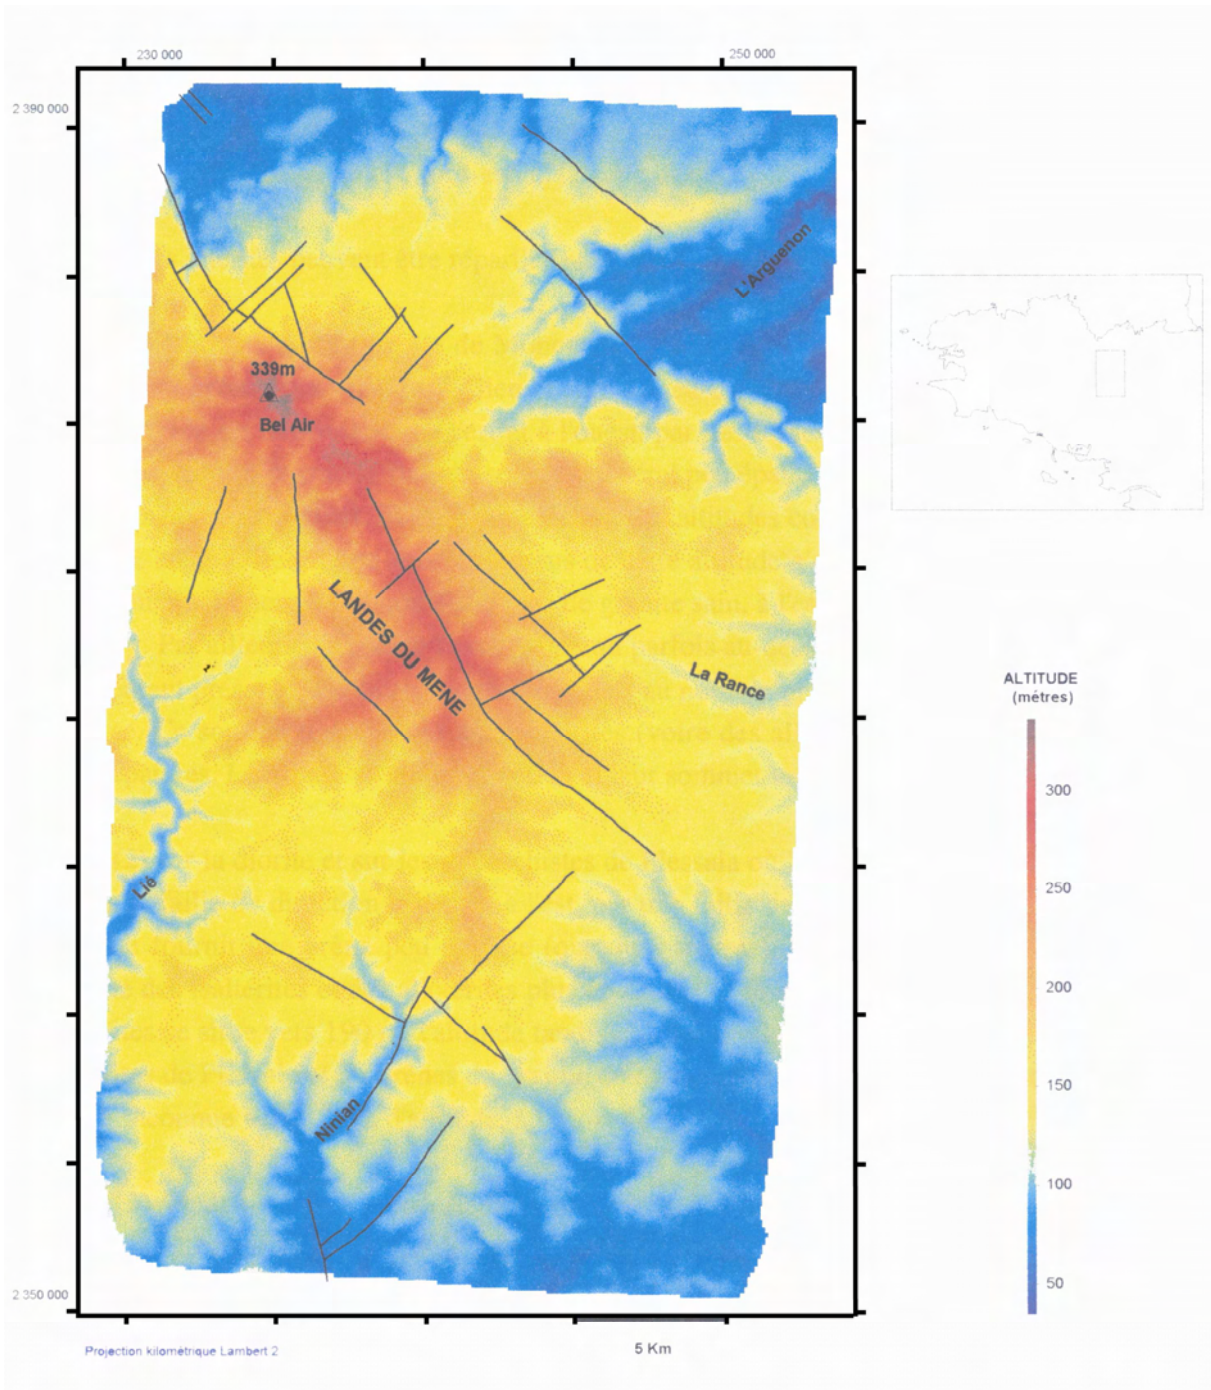 230 000
250 000
2 390 000
L'Arguenon
339m
Bel Air
LANDES DU MENE
La Rance
ALTITUDE
(mètres)
300
250
200
150
100
50
Lié
Ninian
2 350 000
Projection kilométrique Lambert 2
5 Km